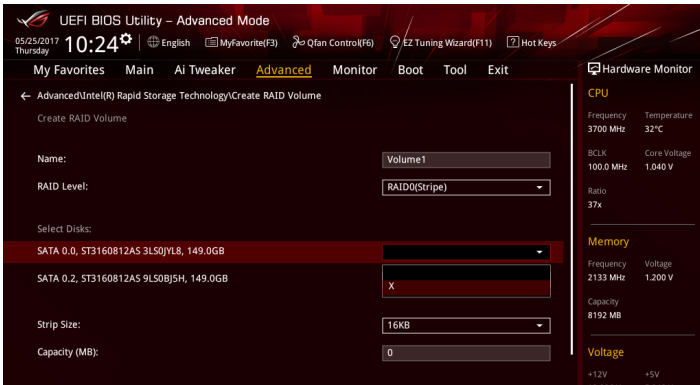 UEFI BIOS Utility – Advanced Mode
05/25/2017 Thursday 10:24 English MyFavorite(F3) Qfan Control(F6) EZ Tuning Wizard(F11) ? Hot Keys
My Favorites Main Ai Tweaker Advanced Monitor Boot Tool Exit
← Advanced\Intel(R) Rapid Storage Technology\Create RAID Volume
Create RAID Volume
Name: Volume1
RAID Level: RAID0(Stripe)
Select Disks:
SATA 0.0, ST3160812AS 3LS0JYL8, 149.0GB
X
SATA 0.2, ST3160812AS 9LS0BJ5H, 149.0GB
Strip Size: 16KB
Capacity (MB): 0
Hardware Monitor
CPU
Frequency Temperature
3700 MHz 32°C
BCLK Core Voltage
100.0 MHz 1.040 V
Ratio
37x
Memory
Frequency Voltage
2133 MHz 1.200 V
Capacity
8192 MB
Voltage
+12V +5V